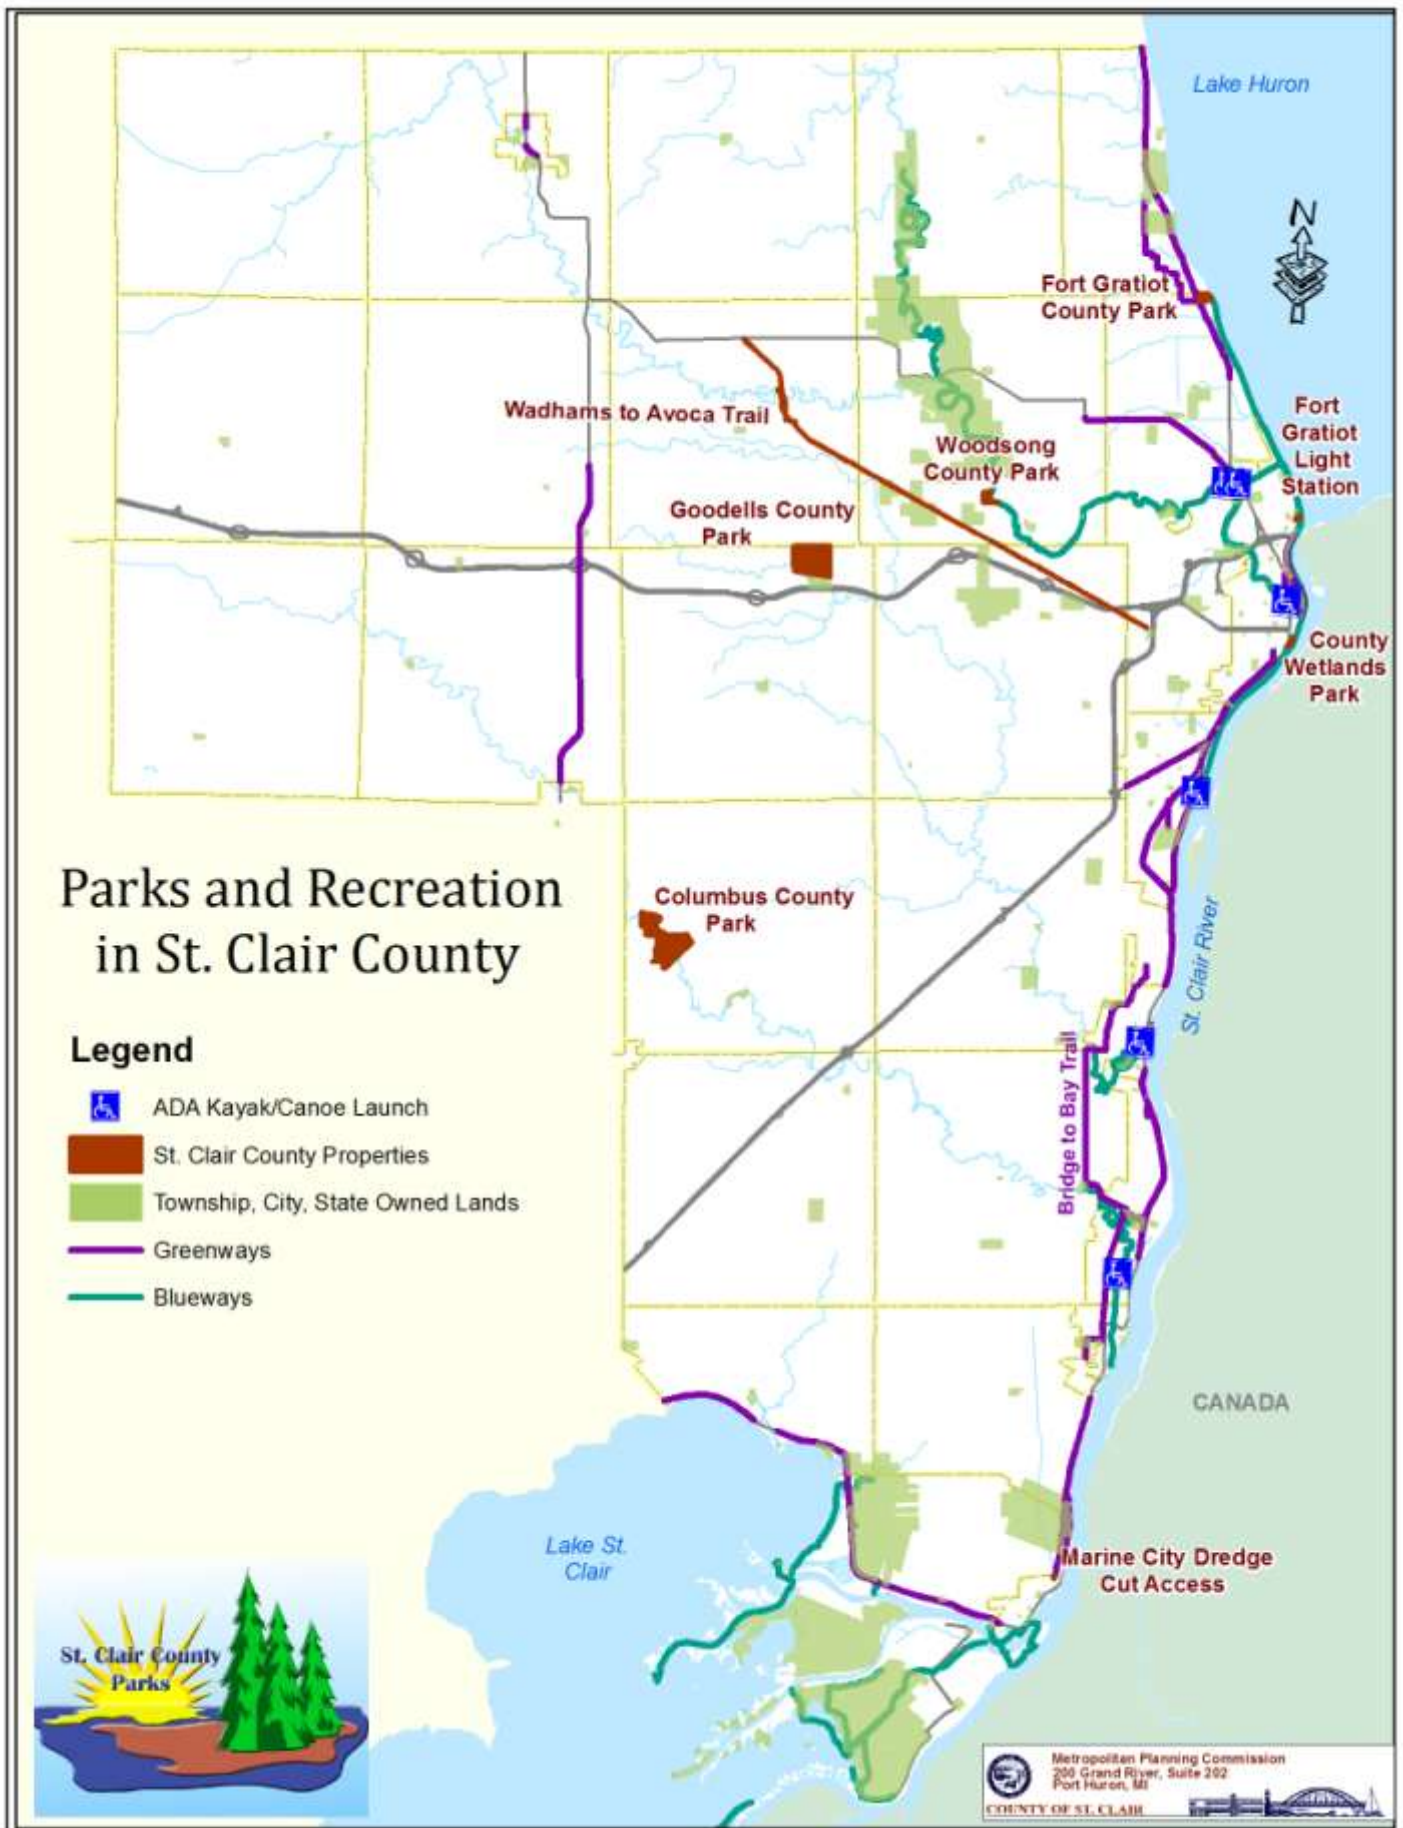 Lake Huron
N
Fort Gratiot
County Park
Wadhams to Avoca Trail
Fort
Gratiot
Light
Station
Woodsong
County Park
Goodells County
Park
County
Wetlands
Park
Parks and Recreation
in St. Clair County
Columbus County
Park
St. Clair River
Legend
ADA Kayak/Canoe Launch
St. Clair County Properties
Township, City, State Owned Lands
Greenways
Blueways
Bridge to Bay Trail
CANADA
Lake St.
Clair
Marine City Dredge
Cut Access
St. Clair County
Parks
Metropolitan Planning Commission
200 Grand River, Suite 202
Port Huron, MI
COUNTY OF ST. CLAIR